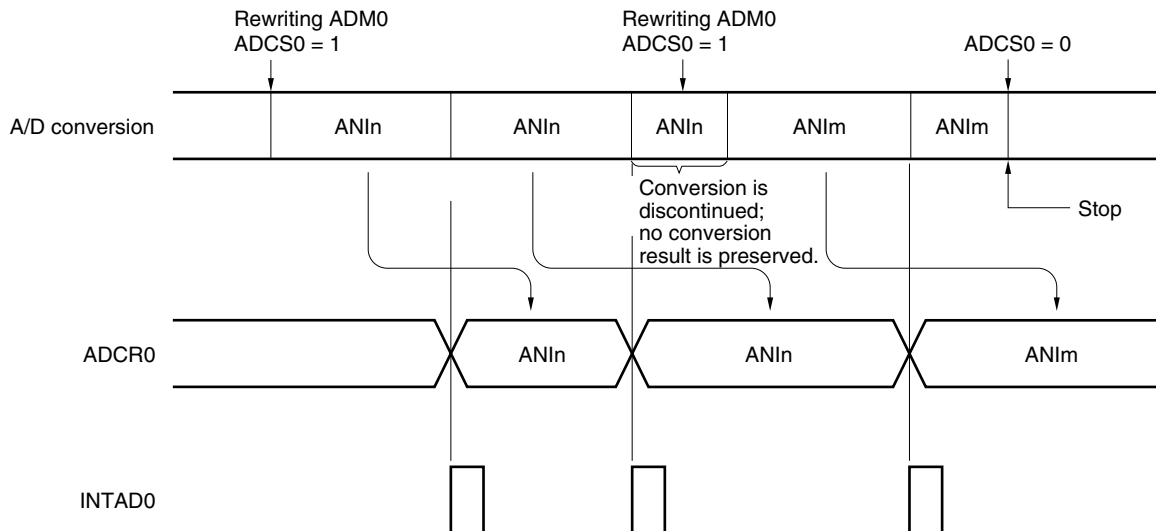 Rewriting ADM0
ADCS0 = 1
Rewriting ADM0
ADCS0 = 1
ADCS0 = 0
A/D conversion
ANIn
ANIn
ANIn
ANIm
ANIm
Conversion is
discontinued;
no conversion
result is preserved.
Stop
ADCR0
ANIn
ANIn
ANIm
INTAD0